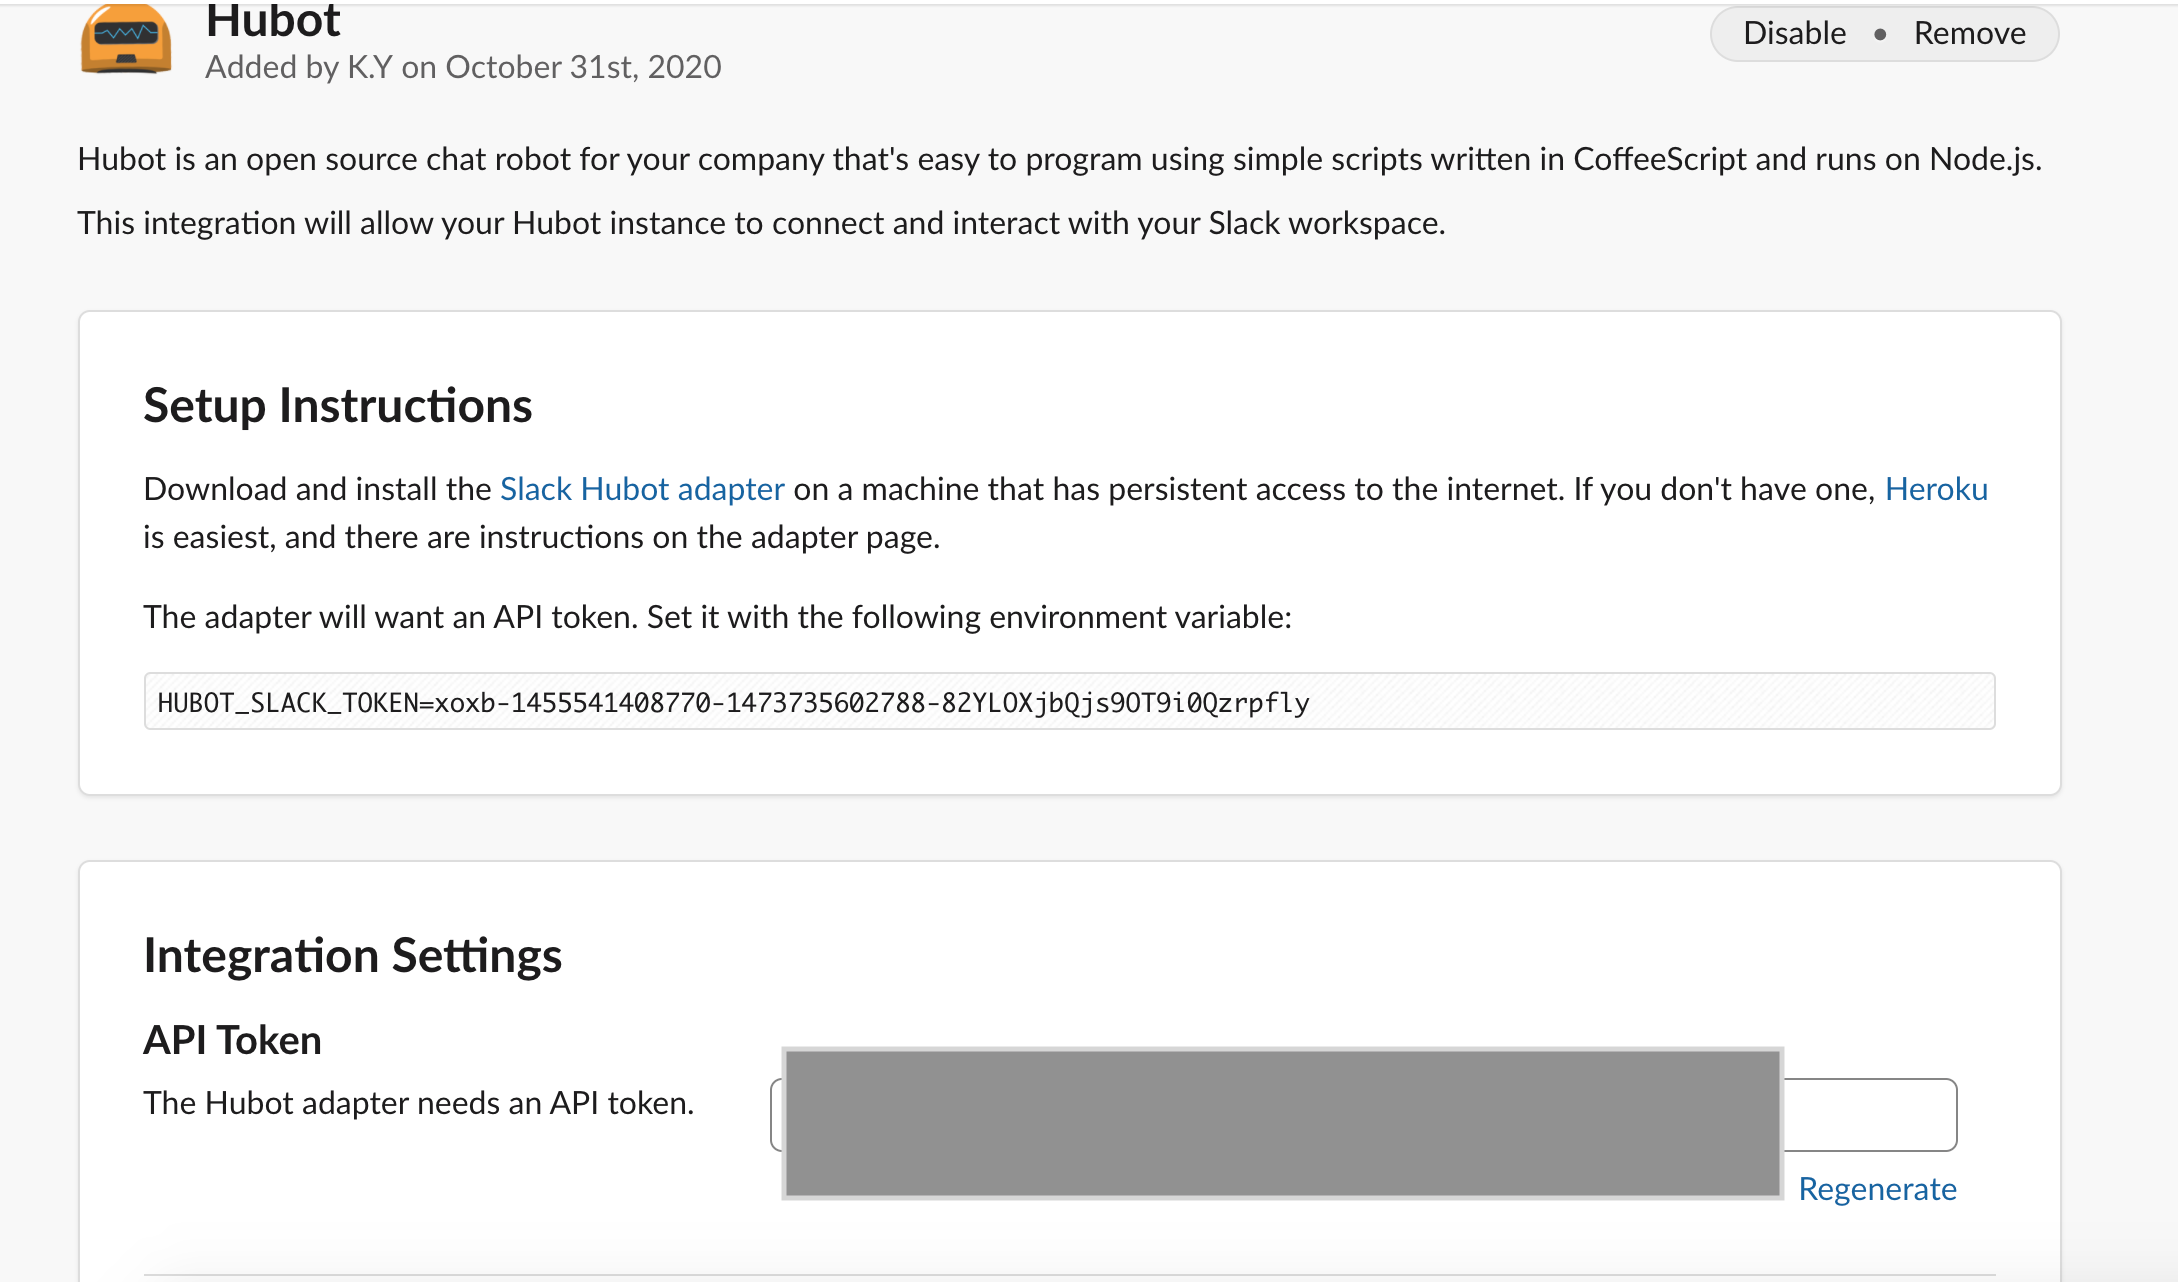 Hubot
Added by K.Y on October 31st, 2020
Disable • Remove
Hubot is an open source chat robot for your company that's easy to program using simple scripts written in CoffeeScript and runs on Node.js.
This integration will allow your Hubot instance to connect and interact with your Slack workspace.
Setup Instructions
Download and install the Slack Hubot adapter on a machine that has persistent access to the internet. If you don't have one, Heroku
is easiest, and there are instructions on the adapter page.
The adapter will want an API token. Set it with the following environment variable:
HUBOT_SLACK_TOKEN=xoxb-1455541408770-1473735602788-82YLOXjbQjs9OT9i0Qzrpfly
Integration Settings
API Token
The Hubot adapter needs an API token.
Regenerate